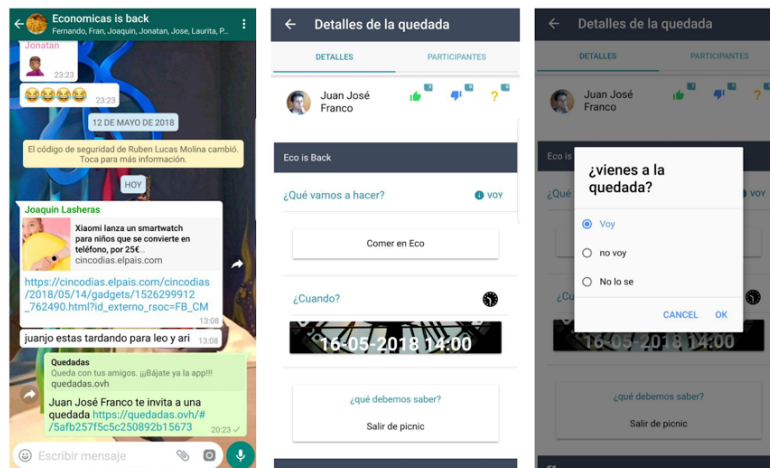 Economicas is back
Fernando, Fran, Joaquin, Jonatan, Jose, Laurita, P...
Jonatan
23:23
23:23
12 DE MAYO DE 2018
El código de seguridad de Ruben Lucas Molina cambió.
Toca para más información.
HOY
Joaquin Lasheras
Xiaomi lanza un smartwatch
para niños que se convierte en
teléfono, por 25€...
cincodias.elpais.com
https://cincodias.elpais.com/cincodias
/2018/05/14/gadgets/1526299912
_762490.html?id_externo_rsoc=FB_CM
13:08
juanjo estas tardando para leo y ari
13:08
Quedadas
Queda con tus amigos. ¡¡¡Bájate ya la app!!!
quedadas.ovh
Juan José Franco te invita a una
quedada https://quedadas.ovh/#
/5afb257f5c5c250892b15673
20:23
Escribir mensaje
Detalles de la quedada
DETALLES
PARTICIPANTES
Juan José
Franco
Eco is Back
¿Qué vamos a hacer?
VOY
Comer en Eco
¿Cuando?
16-05-2018 14:00
¿qué debemos saber?
Salir de picnic
Detalles de la quedada
DETALLES
PARTICIPANTES
Juan José
Franco
Eco is
¿Qué
VOY
¿vienes a la
quedada?
Voy
no voy
No lo se
CANCEL
OK
¿Cu
16-05-2018 14:00
¿qué debemos saber?
Salir de picnic